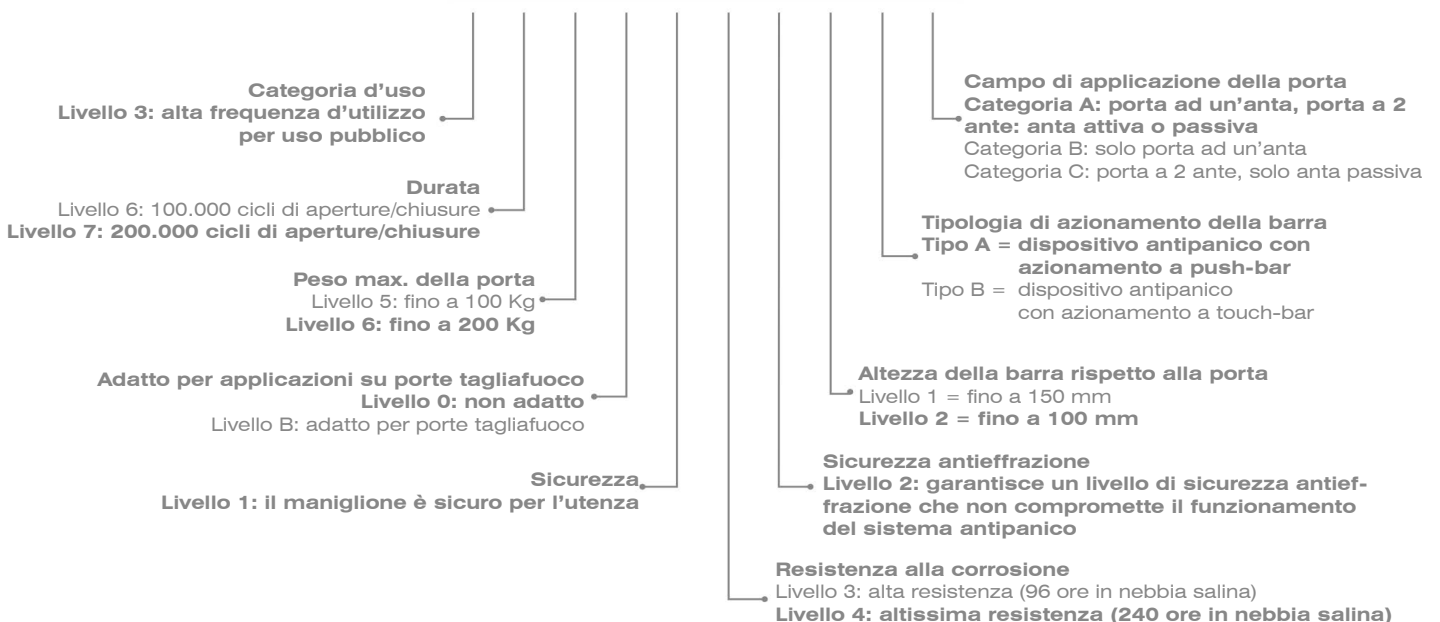 Categoria d'uso
Livello 3: alta frequenza d'utilizzo
per uso pubblico
Durata
Livello 6: 100.000 cicli di aperture/chiusure
Livello 7: 200.000 cicli di aperture/chiusure
Peso max. della porta
Livello 5: fino a 100 Kg
Livello 6: fino a 200 Kg
Adatto per applicazioni su porte tagliafuoco
Livello 0: non adatto
Livello B: adatto per porte tagliafuoco
Sicurezza
Livello 1: il maniglione è sicuro per l'utenza
Campo di applicazione della porta
Categoria A: porta ad un'anta, porta a 2
ante: anta attiva o passiva
Categoria B: solo porta ad un'anta
Categoria C: porta a 2 ante, solo anta passiva
Tipologia di azionamento della barra
Tipo A = dispositivo antipanico con
azionamento a push-bar
Tipo B = dispositivo antipanico
con azionamento a touch-bar
Altezza della barra rispetto alla porta
Livello 1 = fino a 150 mm
Livello 2 = fino a 100 mm
Sicurezza antieffrazione
Livello 2: garantisce un livello di sicurezza antief-
frazione che non compromette il funzionamento
del sistema antipanico
Resistenza alla corrosione
Livello 3: alta resistenza (96 ore in nebbia salina)
Livello 4: altissima resistenza (240 ore in nebbia salina)